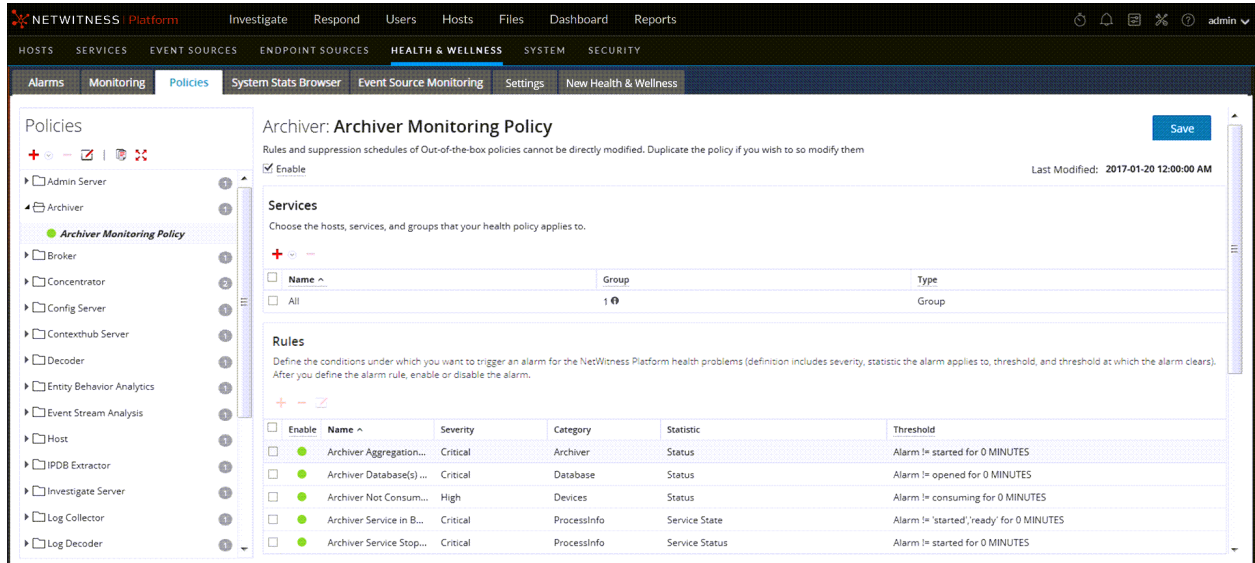 NETWITNESS Platform Investigate Respond Users Hosts Files Dashboard Reports admin
HOSTS SERVICES EVENT SOURCES ENDPOINT SOURCES HEALTH & WELLNESS SYSTEM SECURITY
Alarms Monitoring Policies System Stats Browser Event Source Monitoring Settings New Health & Wellness
Policies
Admin Server 1
Archiver 1
Archiver Monitoring Policy
Broker 1
Concentrator 2
Config Server 1
Contexthub Server 1
Decoder 1
Entity Behavior Analytics 1
Event Stream Analysis 1
Host 1
IPDB Extractor 1
Investigate Server 1
Log Collector 1
Log Decoder 1
Archiver: Archiver Monitoring Policy
Save
Rules and suppression schedules of Out-of-the-box policies cannot be directly modified. Duplicate the policy if you wish to so modify them
Enable
Last Modified: 2017-01-20 12:00:00 AM
Services
Choose the hosts, services, and groups that your health policy applies to.
Name Group Type
All 1 Group
Rules
Define the conditions under which you want to trigger an alarm for the NetWitness Platform health problems (definition includes severity, statistic the alarm applies to, threshold, and threshold at which the alarm clears).
After you define the alarm rule, enable or disable the alarm.
Enable Name Severity Category Statistic Threshold
Archiver Aggregation... Critical Archiver Status Alarm != started for 0 MINUTES
Archiver Database(s) ... Critical Database Status Alarm != opened for 0 MINUTES
Archiver Not Consum... High Devices Status Alarm != consuming for 0 MINUTES
Archiver Service in B... Critical ProcessInfo Service State Alarm != 'started','ready' for 0 MINUTES
Archiver Service Stop... Critical ProcessInfo Service Status Alarm != started for 0 MINUTES